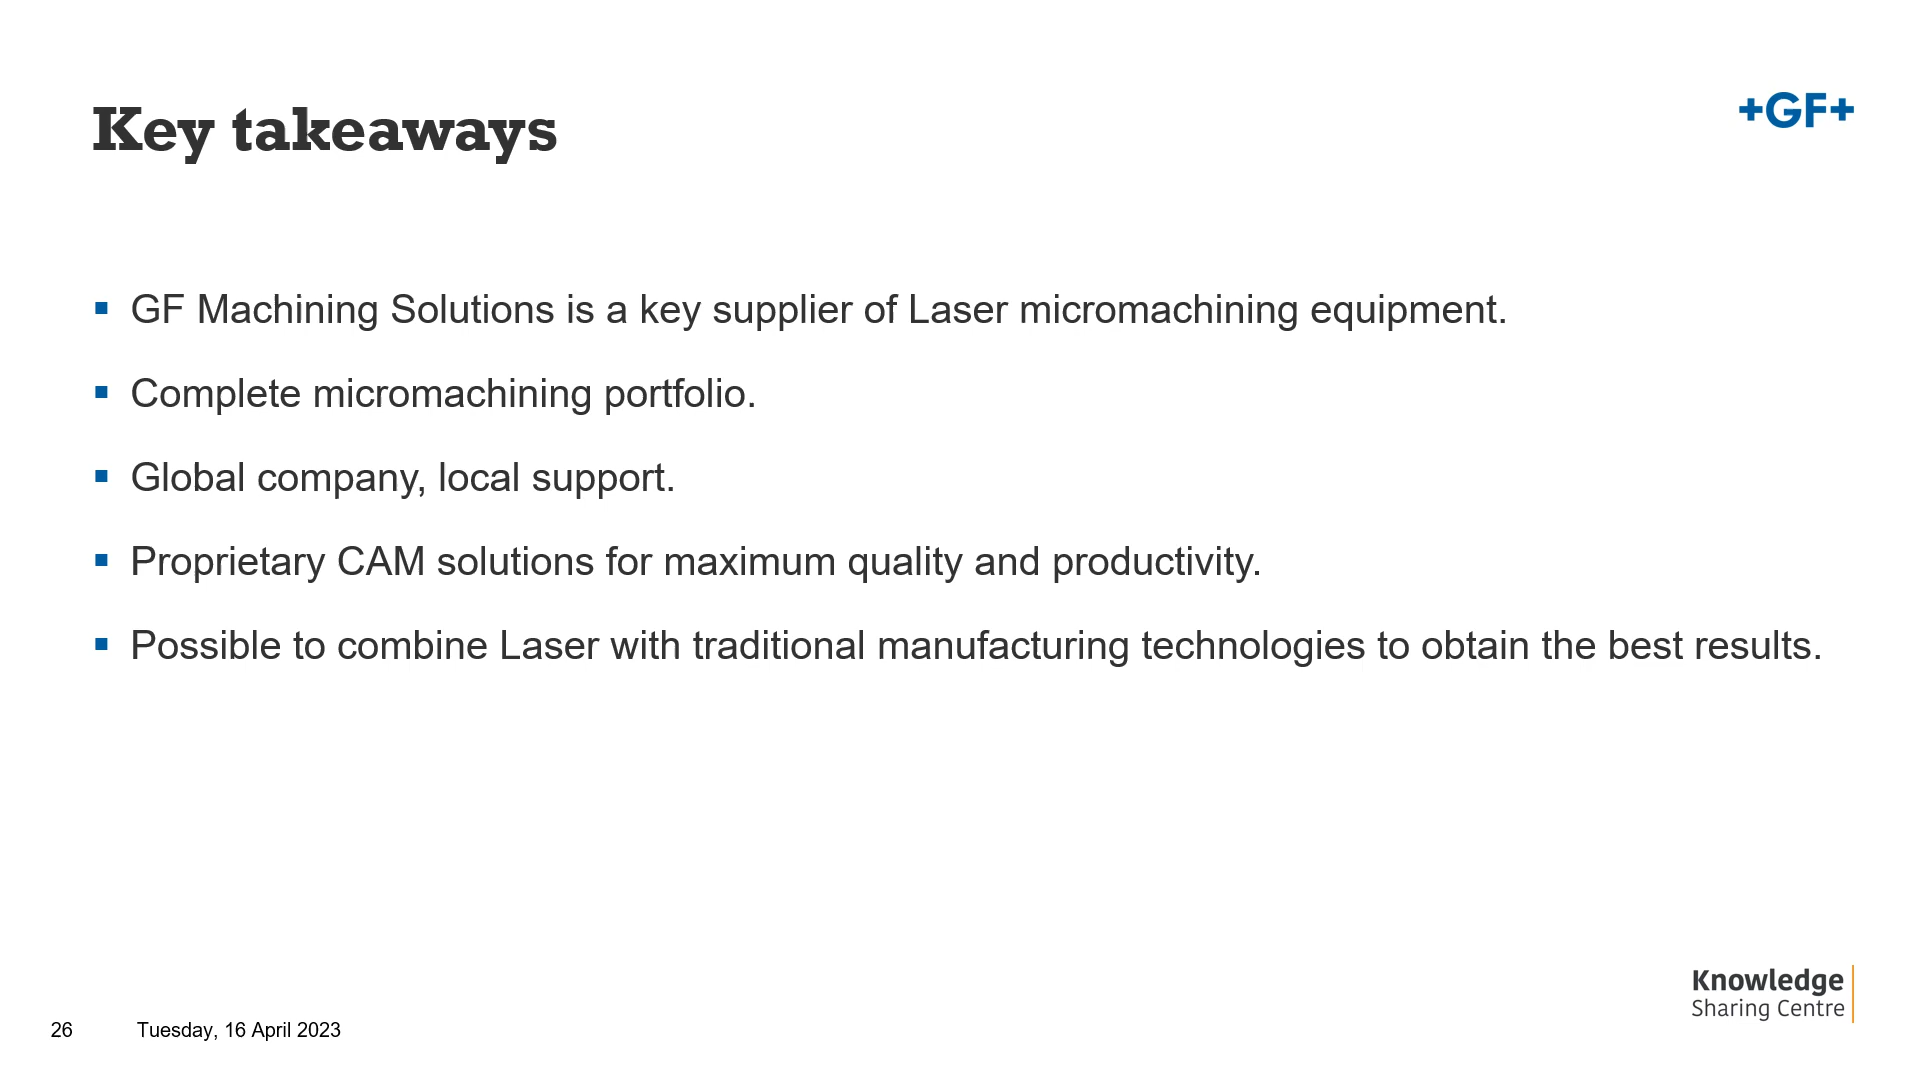 Key takeaways
+GF+
▪ GF Machining Solutions is a key supplier of Laser micromachining equipment.
▪ Complete micromachining portfolio.
▪ Global company, local support.
▪ Proprietary CAM solutions for maximum quality and productivity.
▪ Possible to combine Laser with traditional manufacturing technologies to obtain the best results.
Knowledge
Sharing Centre
26 Tuesday, 16 April 2023